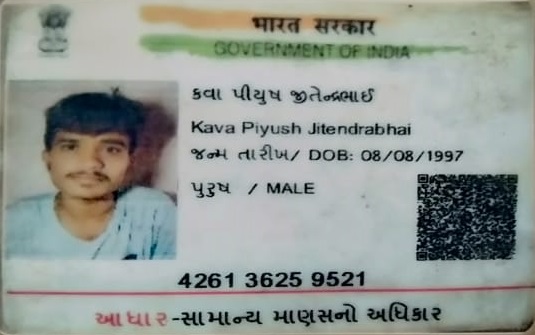 भारत सरकार
GOVERNMENT OF INDIA
કવા પીયુષ જીતેન્દ્રભાઈ
Kava Piyush Jitendrabhai
જન્મ તારીખ/ DOB: 08/08/1997
પુરુષ / MALE
4261 3625 9521
આધાર-સામાન્ય માણસનો અધિકાર